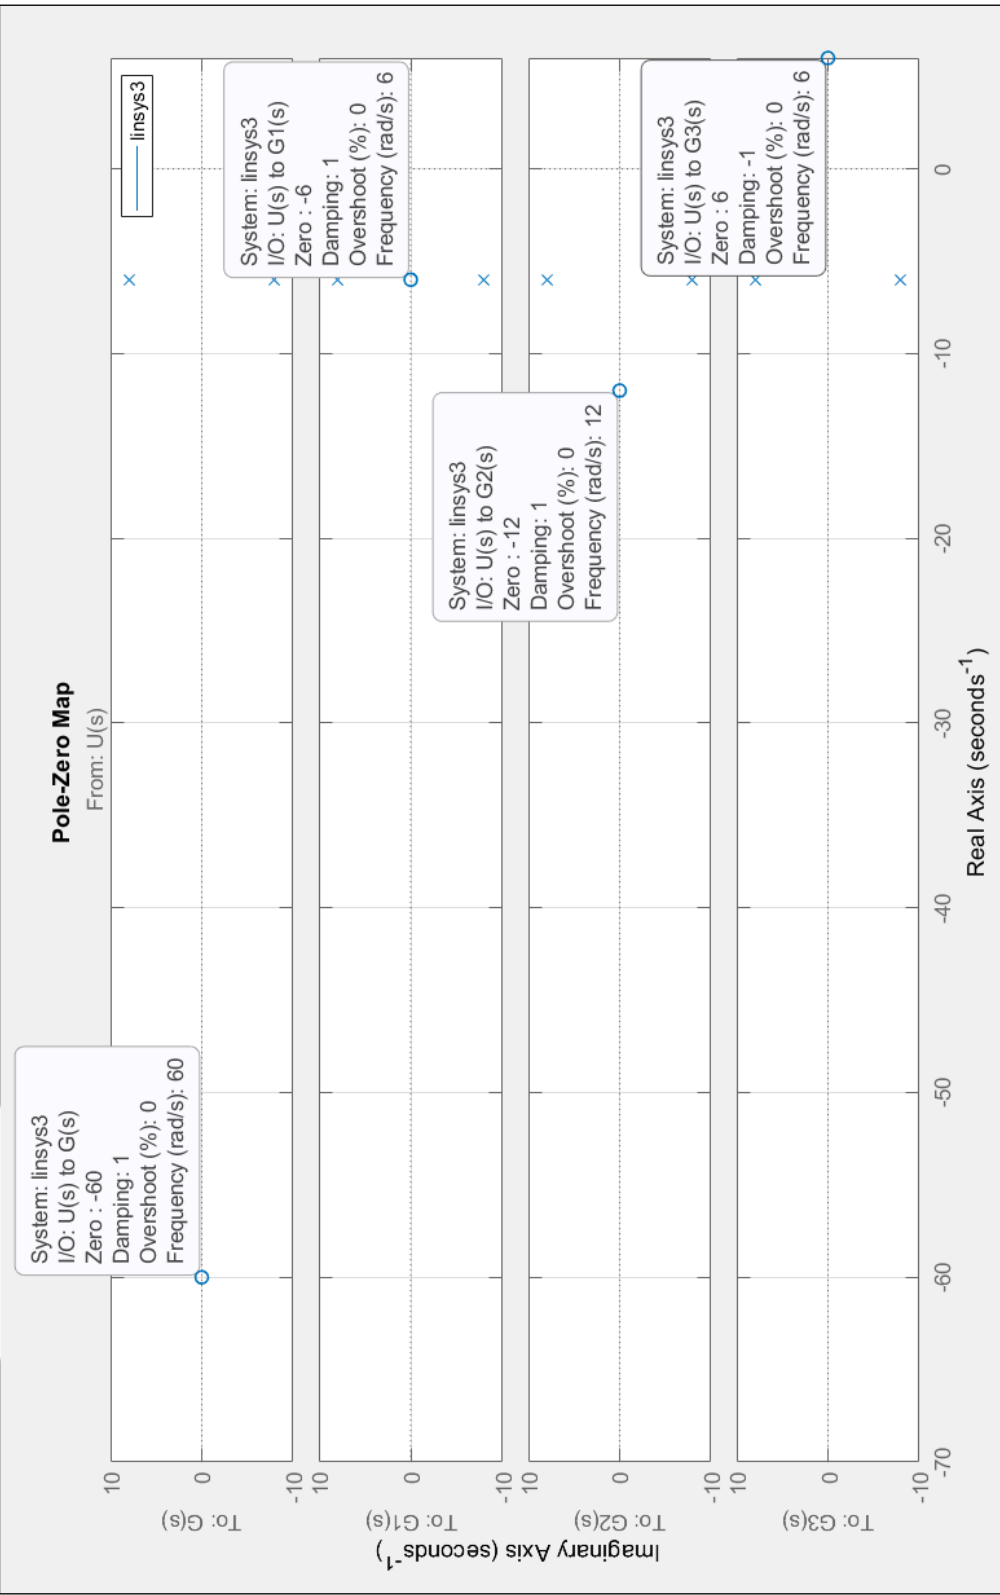 Pole-Zero Map
From: U(s)
linsys3
System: linsys3
I/O: U(s) to G(s)
Zero : -60
Damping: 1
Overshoot (%): 0
Frequency (rad/s): 60
System: linsys3
I/O: U(s) to G1(s)
Zero : -6
Damping: 1
Overshoot (%): 0
Frequency (rad/s): 6
System: linsys3
I/O: U(s) to G2(s)
Zero : -12
Damping: 1
Overshoot (%): 0
Frequency (rad/s): 12
System: linsys3
I/O: U(s) to G3(s)
Zero : 6
Damping: -1
Overshoot (%): 0
Frequency (rad/s): 6
Imaginary Axis (seconds⁻¹)
To: G(s)
10
0
-10
To: G1(s)
10
0
-10
To: G2(s)
10
0
-10
To: G3(s)
10
0
-10
-70 -60 -50 -40 -30 -20 -10 0
Real Axis (seconds⁻¹)